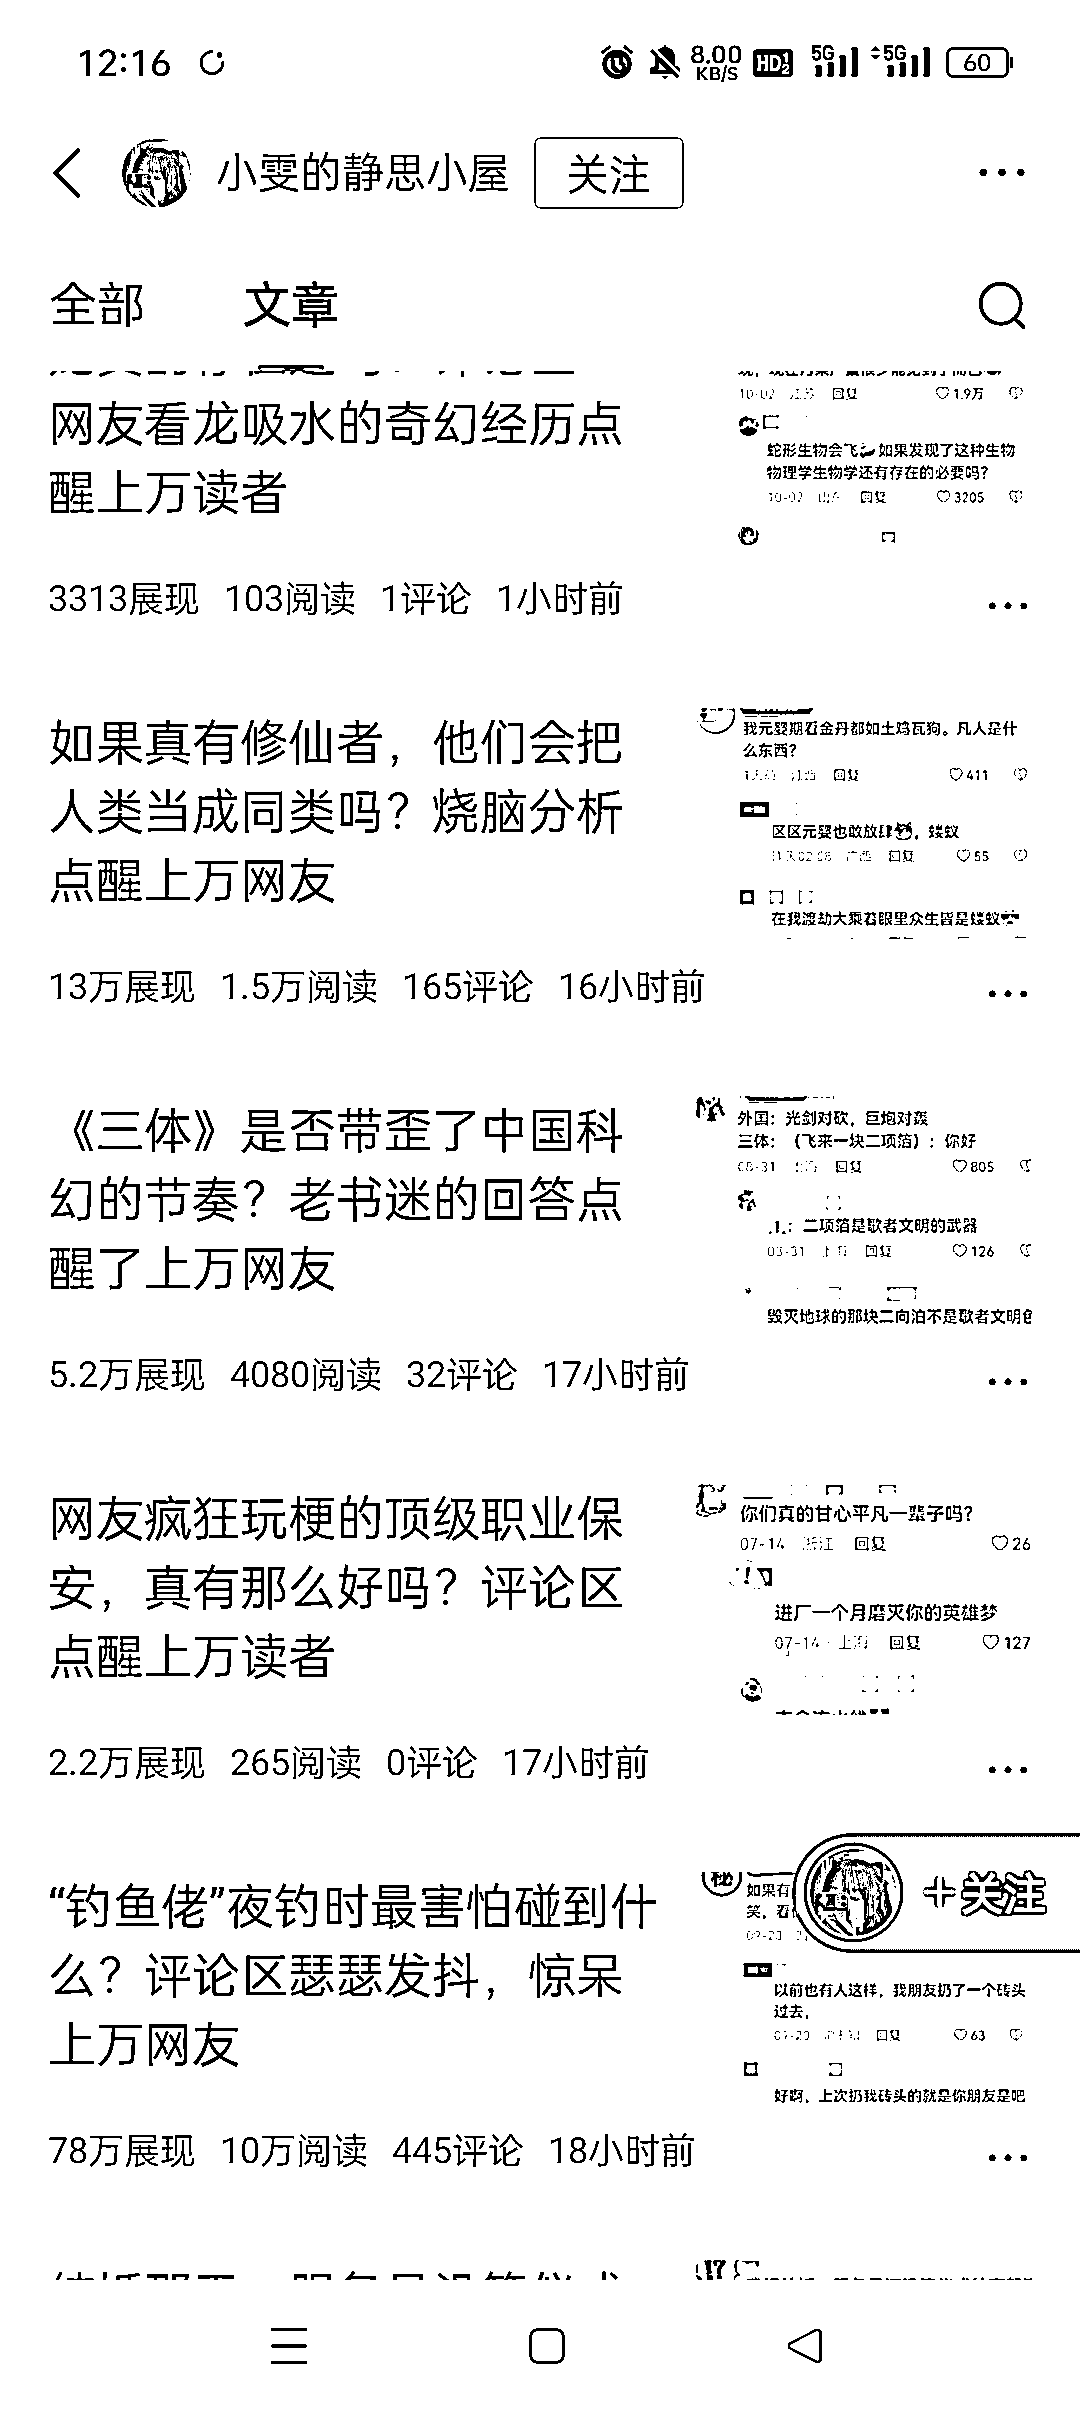 12:16
8.00
KB/S
HD
5G
5G
60
小雯的静思小屋
关注
全部
文章
网友看龙吸水的奇幻经历点
醒上万读者
10-02
回复
1.9万
蛇形生物会飞
如果发现了这种生物
物理学生物学还有存在的必要吗?
10-02
回复
3205
3313展现 103阅读 1评论 1小时前
如果真有修仙者，他们会把
人类当成同类吗？烧脑分析
点醒上万网友
我元婴期看金丹都如土鸡瓦狗。凡人是什
么东西?
回复
411
区区元婴也敢放肆
，蝼蚁
回复
55
在我渡劫大乘者眼里众生皆是蝼蚁
13万展现 1.5万阅读 165评论 16小时前
《三体》是否带歪了中国科
幻的节奏？老书迷的回答点
醒了上万网友
外国：光剑对砍，巨炮对轰
三体：（飞来一块二项箔）：你好
08-31
回复
805
：二项箔是歌者文明的武器
回复
126
毁灭地球的那块二向泊不是歌者文明
5.2万展现 4080阅读 32评论 17小时前
网友疯狂玩梗的顶级职业保
安，真有那么好吗？评论区
点醒上万读者
你们真的甘心平凡一辈子吗?
07-14 浙江 回复
26
进厂一个月磨灭你的英雄梦
07-14 · 上海 回复
127
2.2万展现 265阅读 0评论 17小时前
“钓鱼佬”夜钓时最害怕碰到什
么？评论区瑟瑟发抖，惊呆
上万网友
秘
如果有
笑，
+关注
以前也有人这样，我朋友扔了一个砖头
过去，
回复
63
好啊，上次扔我砖头的就是你朋友是吧
78万展现 10万阅读 445评论 18小时前